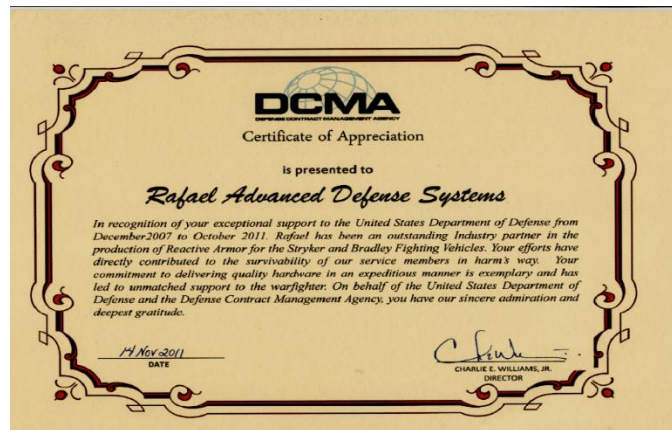 DCMA
DEFENSE CONTRACT MANAGEMENT AGENCY
Certificate of Appreciation
is presented to
Rafael Advanced Defense Systems
In recognition of your exceptional support to the United States Department of Defense from
December2007 to October 2011. Rafael has been an outstanding Industry partner in the
production of Reactive Armor for the Stryker and Bradley Fighting Vehicles. Your efforts have
directly contributed to the survivability of our service members in harm's way. Your
commitment to delivering quality hardware in an expeditious manner is exemplary and has
led to unmatched support to the warfighter. On behalf of the United States Department of
Defense and the Defense Contract Management Agency, you have our sincere admiration and
deepest gratitude.
14 Nov 2011
DATE
CHARLIE E. WILLIAMS, JR.
DIRECTOR